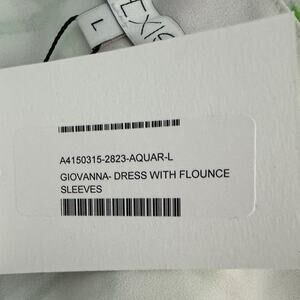 L
A4150315-2823-AQUAR-L
GIOVANNA- DRESS WITH FLOUNCE
SLEEVES